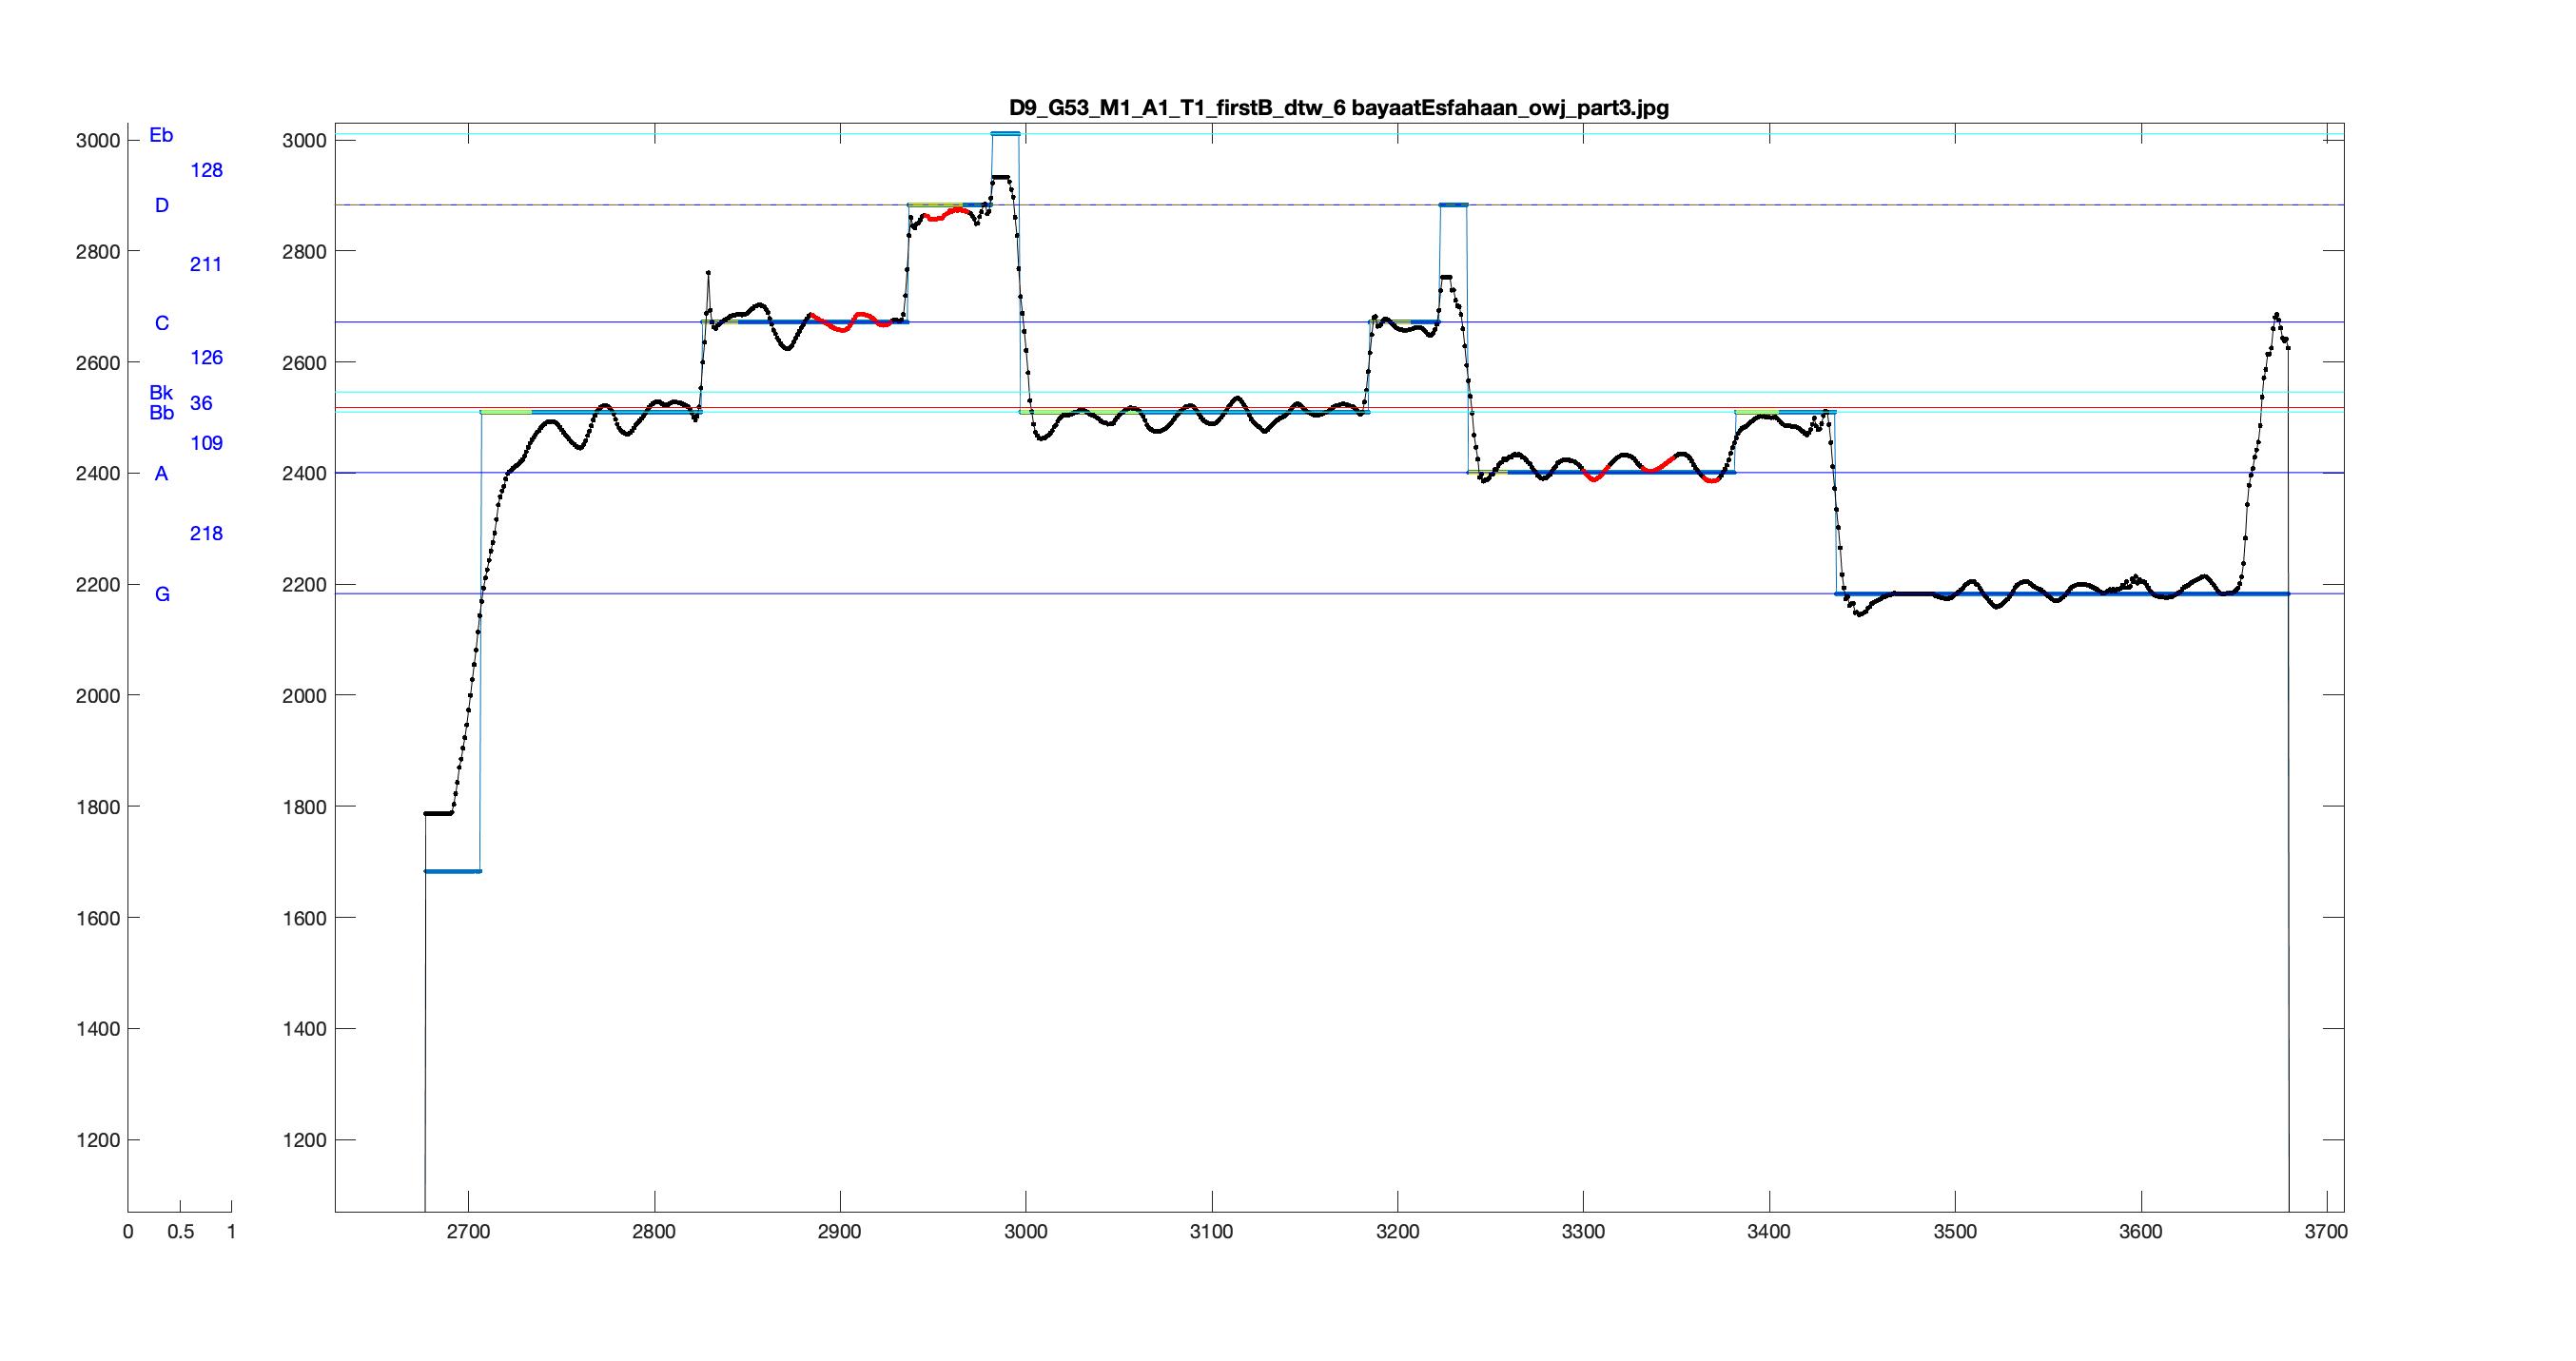 D9_G53_M1_A1_T1_firstB_dtw_6 bayaatEsfahaan_owj_part3.jpg
3000 Eb 3000
128
D
2800 211 2800
C
2600 126 2600
Bk
36
Bb
109
2400 A 2400
218
2200 G 2200
2000 2000
1800 1800
1600 1600
1400 1400
1200 1200
0 0.5 1 2700 2800 2900 3000 3100 3200 3300 3400 3500 3600 3700